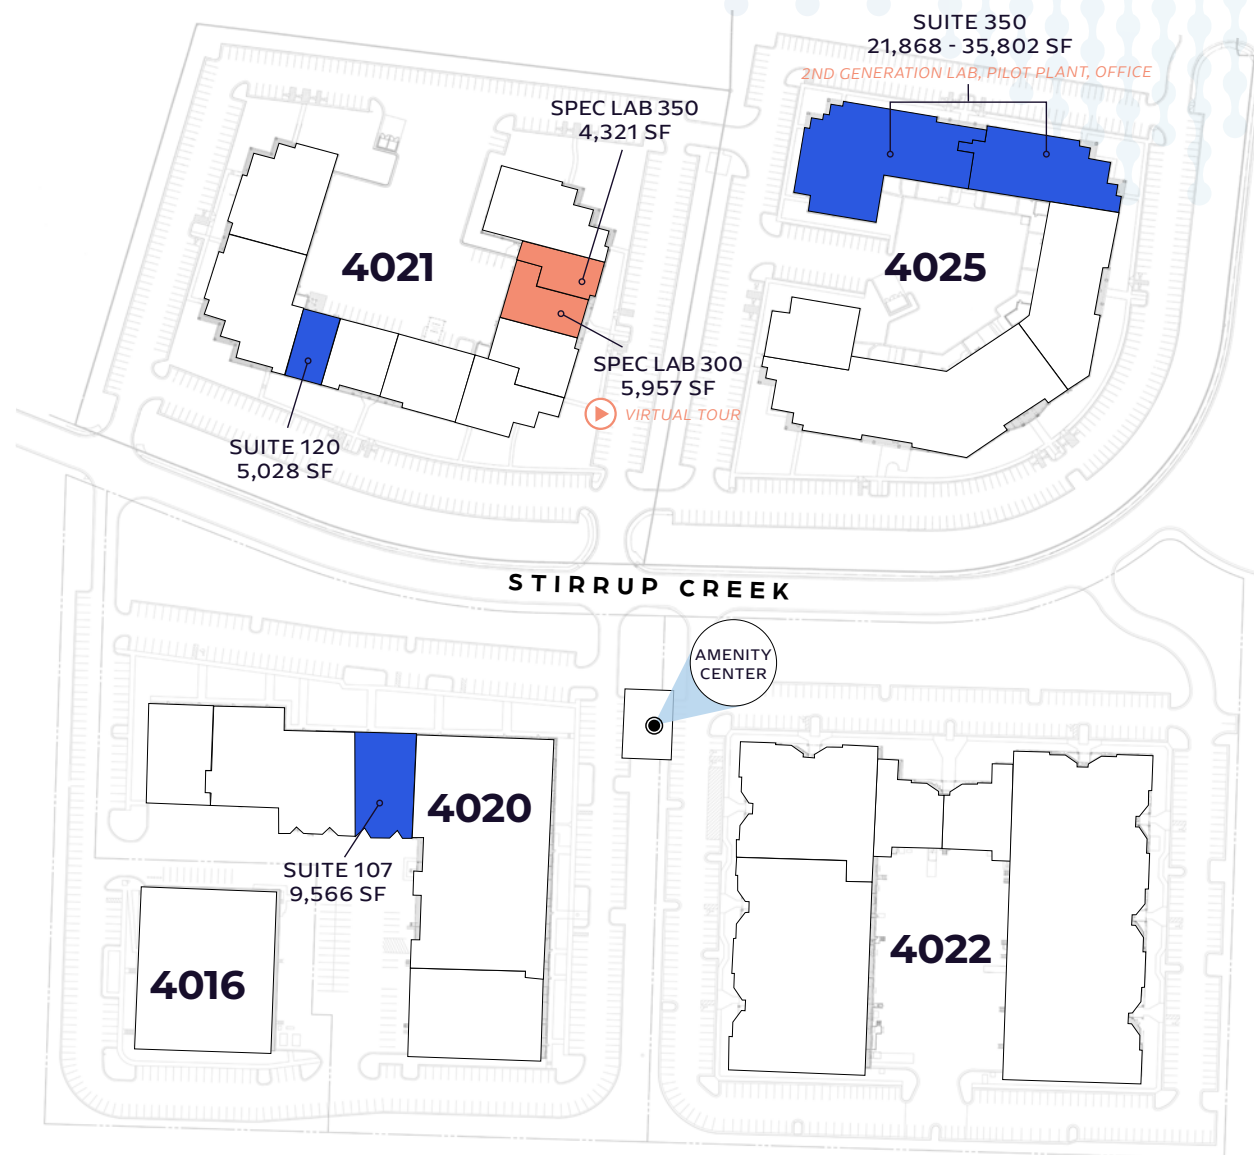 SUITE 350
21,868 - 35,802 SF
2ND GENERATION LAB, PILOT PLANT, OFFICE
SPEC LAB 350
4,321 SF
4021
4025
SPEC LAB 300
5,957 SF
VIRTUAL TOUR
SUITE 120
5,028 SF
STIRRUP CREEK
AMENITY
CENTER
4020
SUITE 107
9,566 SF
4016
4022